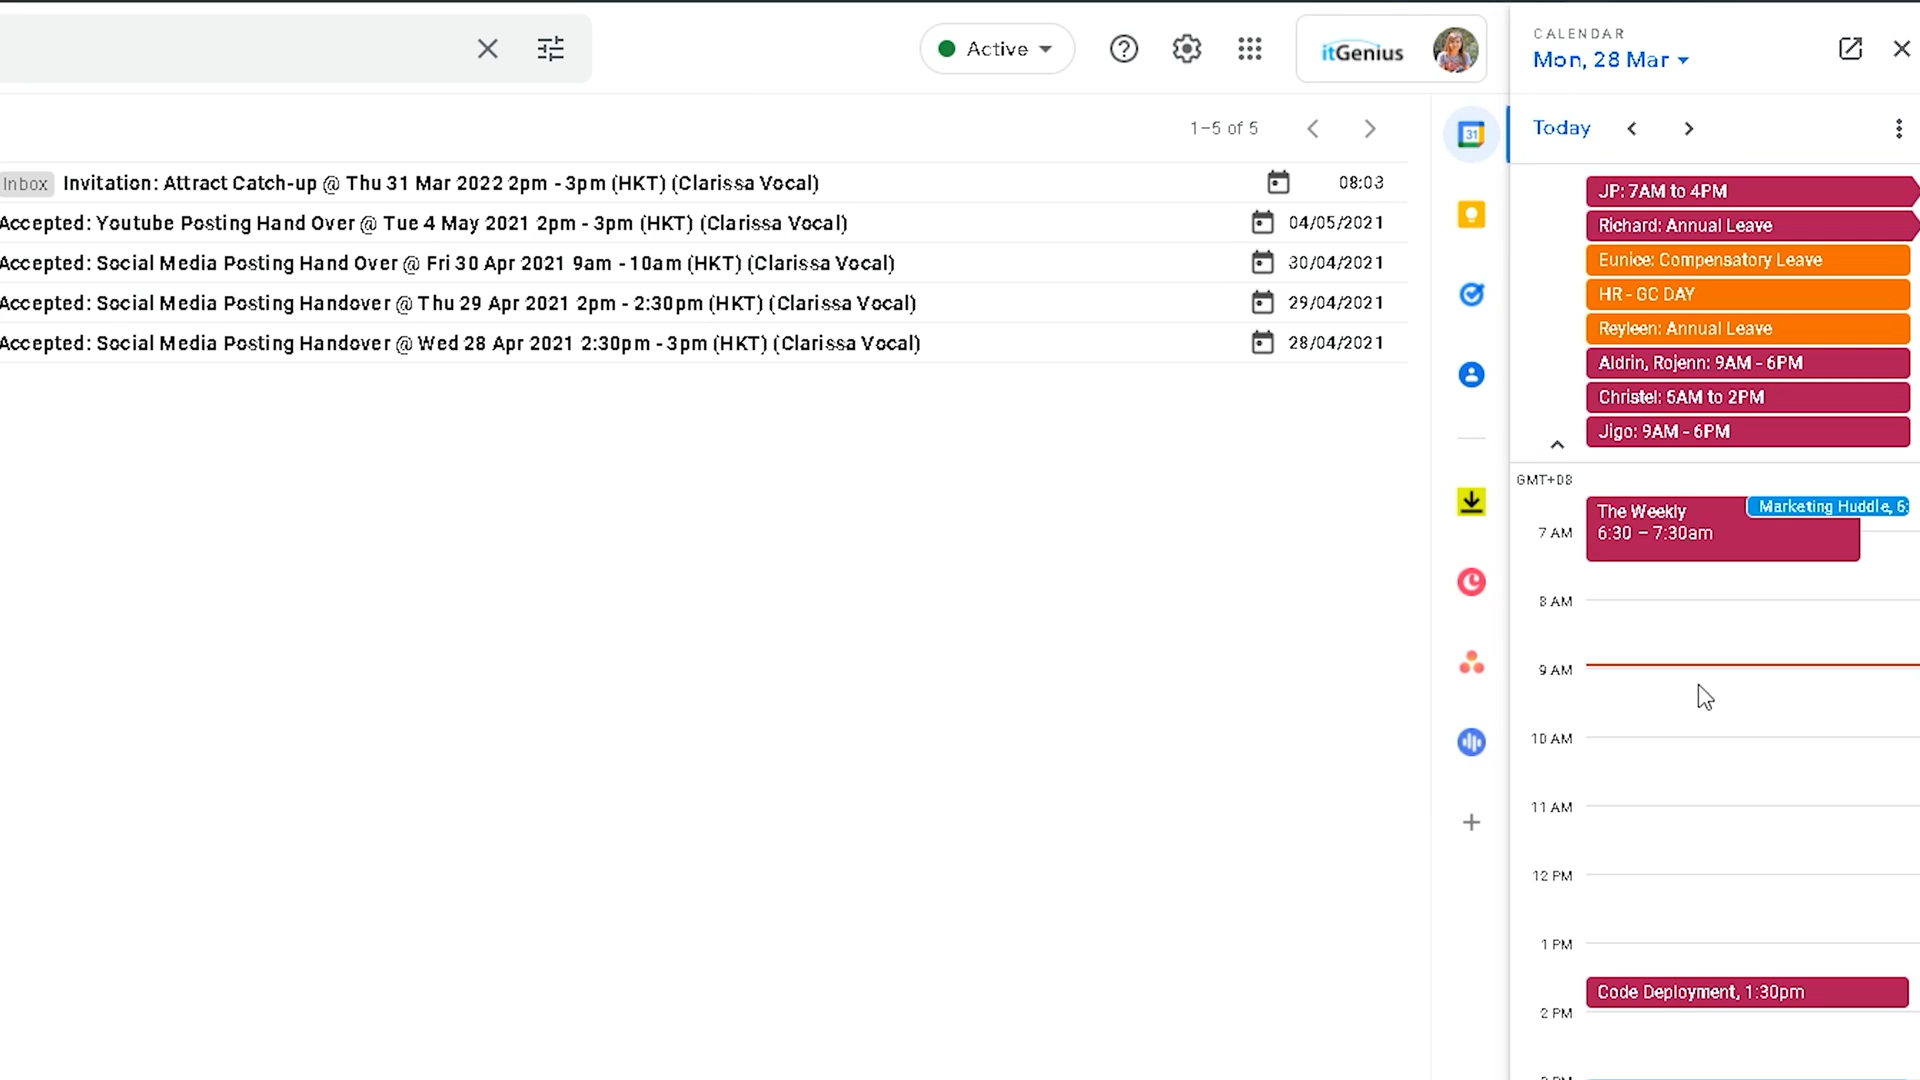 Active
itGenius
CALENDAR
Mon, 28 Mar
1–5 of 5
31
Today
Inbox Invitation: Attract Catch-up @ Thu 31 Mar 2022 2pm - 3pm (HKT) (Clarissa Vocal) 08:03
Accepted: Youtube Posting Hand Over @ Tue 4 May 2021 2pm - 3pm (HKT) (Clarissa Vocal) 04/05/2021
Accepted: Social Media Posting Hand Over @ Fri 30 Apr 2021 9am - 10am (HKT) (Clarissa Vocal) 30/04/2021
Accepted: Social Media Posting Handover @ Thu 29 Apr 2021 2pm - 2:30pm (HKT) (Clarissa Vocal) 29/04/2021
Accepted: Social Media Posting Handover @ Wed 28 Apr 2021 2:30pm - 3pm (HKT) (Clarissa Vocal) 28/04/2021
JP: 7AM to 4PM
Richard: Annual Leave
Eunice: Compensatory Leave
HR - GC DAY
Reyleen: Annual Leave
Aldrin, Rojenn: 9AM - 6PM
Christel: 5AM to 2PM
Jigo: 9AM - 6PM
GMT+08
The Weekly
Marketing Huddle, 6:
6:30 – 7:30am
7 AM
8 AM
9 AM
10 AM
11 AM
12 PM
1 PM
Code Deployment, 1:30pm
2 PM